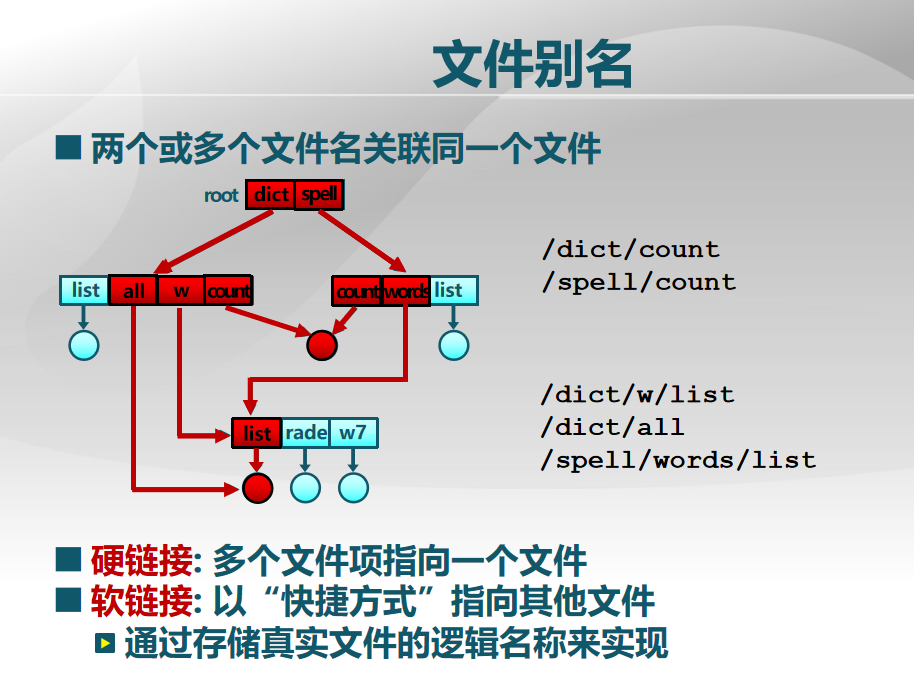 文件别名
■ 两个或多个文件名关联同一个文件
root dict spell
/dict/count
/spell/count
list all w count count words list
/dict/w/list
/dict/all
/spell/words/list
list rade w7
■ 硬链接: 多个文件项指向一个文件
■ 软链接: 以“快捷方式”指向其他文件
通过存储真实文件的逻辑名称来实现